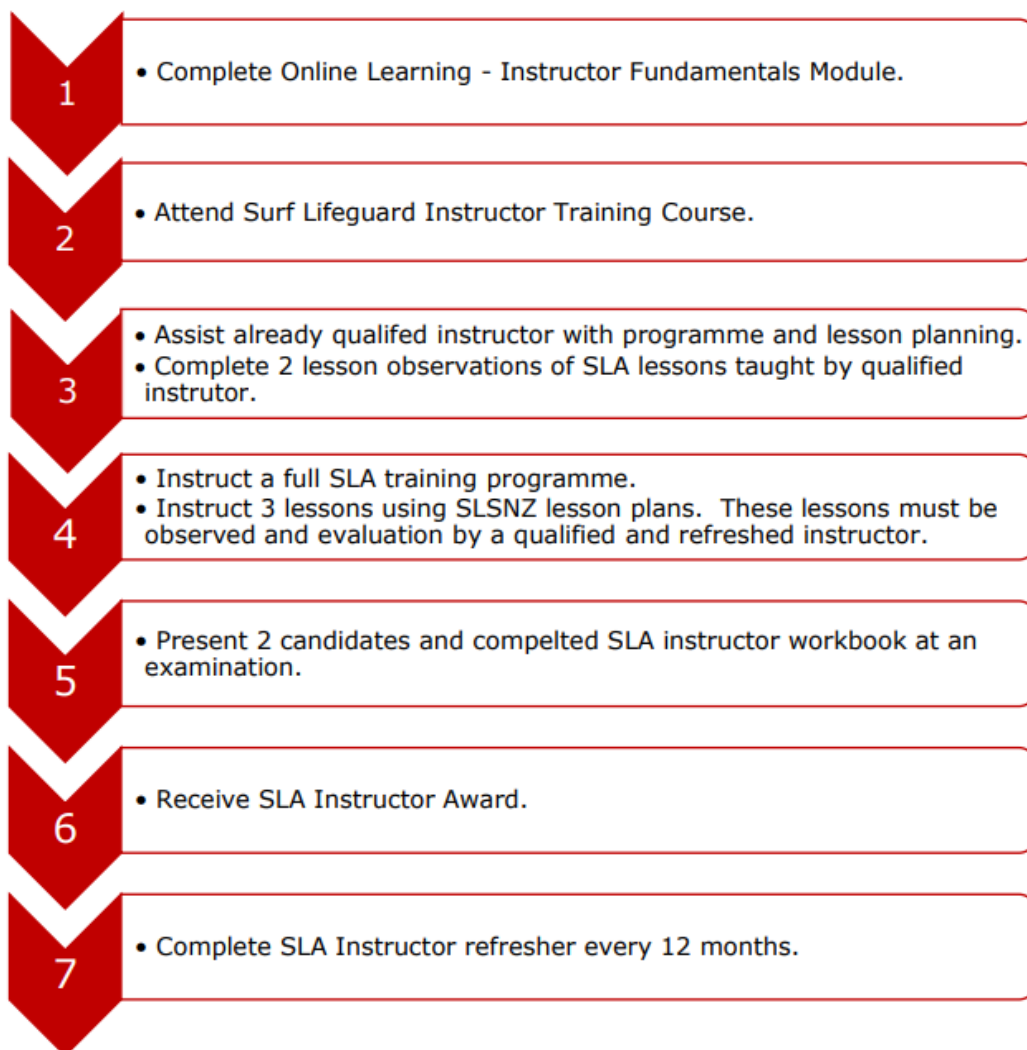 1
• Complete Online Learning - Instructor Fundamentals Module.
2
• Attend Surf Lifeguard Instructor Training Course.
3
• Assist already qualifed instructor with programme and lesson planning.
• Complete 2 lesson observations of SLA lessons taught by qualified
instrutor.
4
• Instruct a full SLA training programme.
• Instruct 3 lessons using SLSNZ lesson plans.  These lessons must be
observed and evaluation by a qualified and refreshed instructor.
5
• Present 2 candidates and compelted SLA instructor workbook at an
examination.
6
• Receive SLA Instructor Award.
7
• Complete SLA Instructor refresher every 12 months.